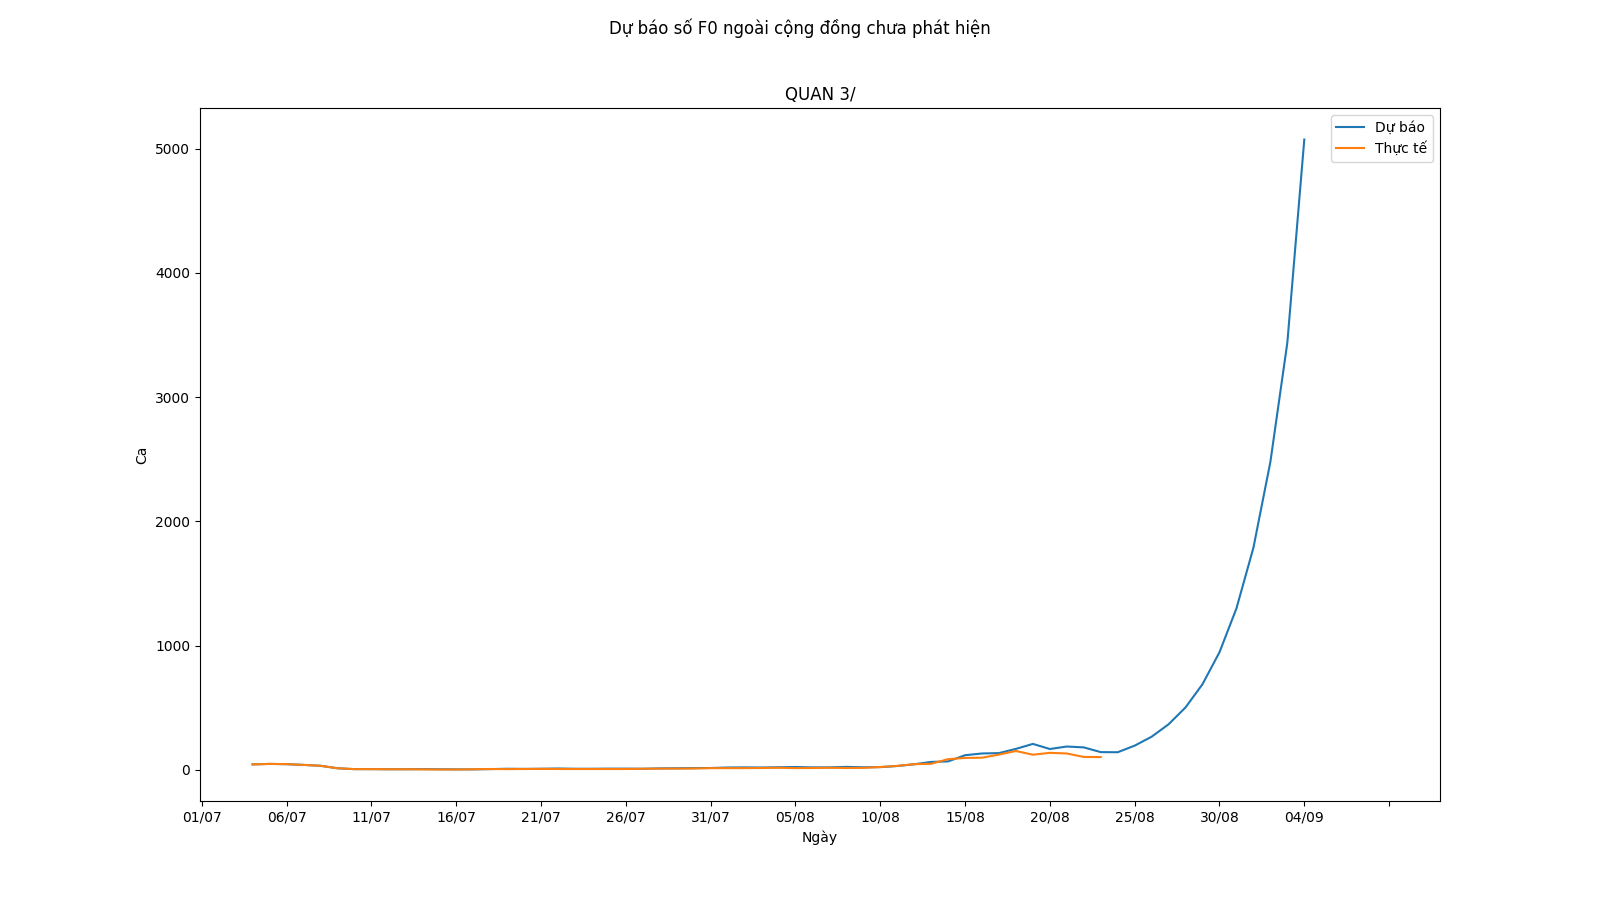 Dự báo số F0 ngoài cộng đồng chưa phát hiện
QUAN 3/
Dự báo
Thực tế
5000
4000
3000
2000
1000
0
Ca
01/07 06/07 11/07 16/07 21/07 26/07 31/07 05/08 10/08 15/08 20/08 25/08 30/08 04/09
Ngày